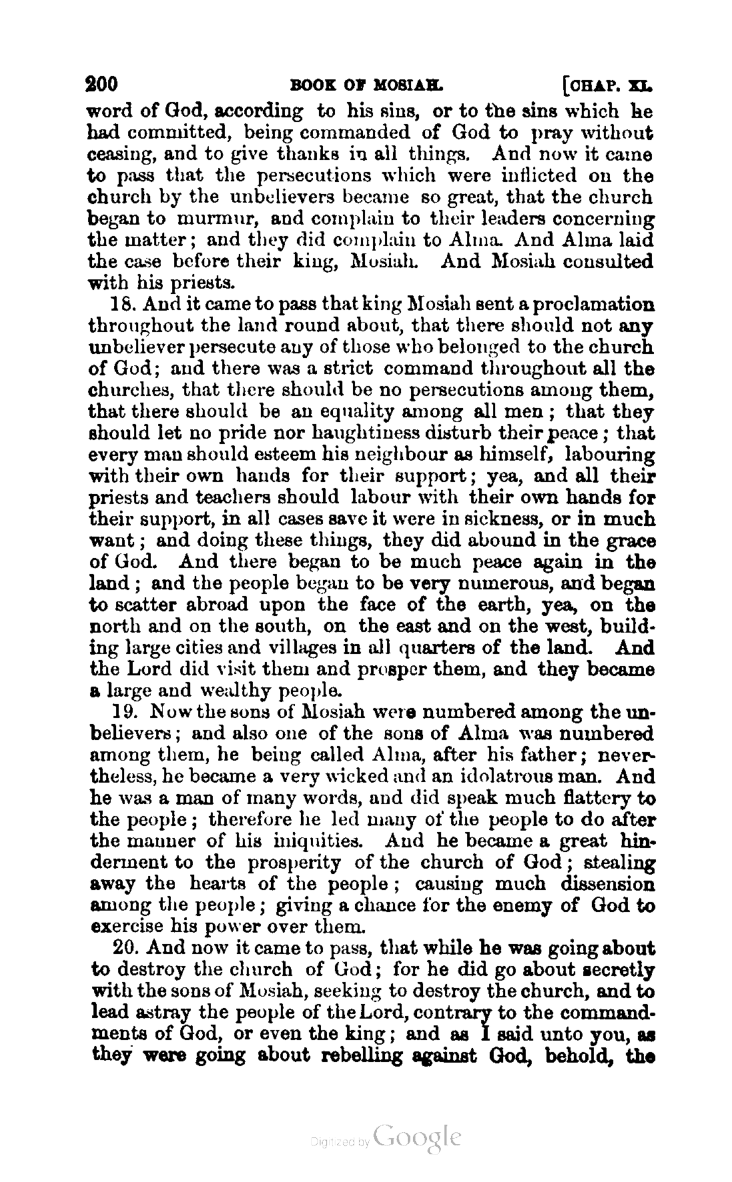 200 BOOK OF MOSIAH. [CHAP. XI.
word of God, according to his sins, or to the sins which he
had committed, being commanded of God to pray without
ceasing, and to give thanks in all things. And now it came
to pass that the persecutions which were inflicted on the
church by the unbelievers became so great, that the church
began to murmur, and complain to their leaders concerning
the matter; and they did complain to Alma. And Alma laid
the case before their king, Mosiah. And Mosiah consulted
with his priests.
18. And it came to pass that king Mosiah sent a proclamation
throughout the land round about, that there should not any
unbeliever persecute any of those who belonged to the church
of God; and there was a strict command throughout all the
churches, that there should be no persecutions among them,
that there should be an equality among all men; that they
should let no pride nor haughtiness disturb their peace; that
every man should esteem his neighbour as himself, labouring
with their own hands for their support; yea, and all their
priests and teachers should labour with their own hands for
their support, in all cases save it were in sickness, or in much
want; and doing these things, they did abound in the grace
of God. And there began to be much peace again in the
land; and the people began to be very numerous, and began
to scatter abroad upon the face of the earth, yea, on the
north and on the south, on the east and on the west, build-
ing large cities and villages in all quarters of the land. And
the Lord did visit them and prosper them, and they became
a large and wealthy people.
19. Now the sons of Mosiah were numbered among the un-
believers; and also one of the sons of Alma was numbered
among them, he being called Alma, after his father; never-
theless, he became a very wicked and an idolatrous man. And
he was a man of many words, and did speak much flattery to
the people; therefore he led many of the people to do after
the manner of his iniquities. And he became a great hin-
derment to the prosperity of the church of God; stealing
away the hearts of the people; causing much dissension
among the people; giving a chance for the enemy of God to
exercise his power over them.
20. And now it came to pass, that while he was going about
to destroy the church of God; for he did go about secretly
with the sons of Mosiah, seeking to destroy the church, and to
lead astray the people of the Lord, contrary to the command-
ments of God, or even the king; and as I said unto you, as
they were going about rebelling against God, behold, the
Digitized by Google